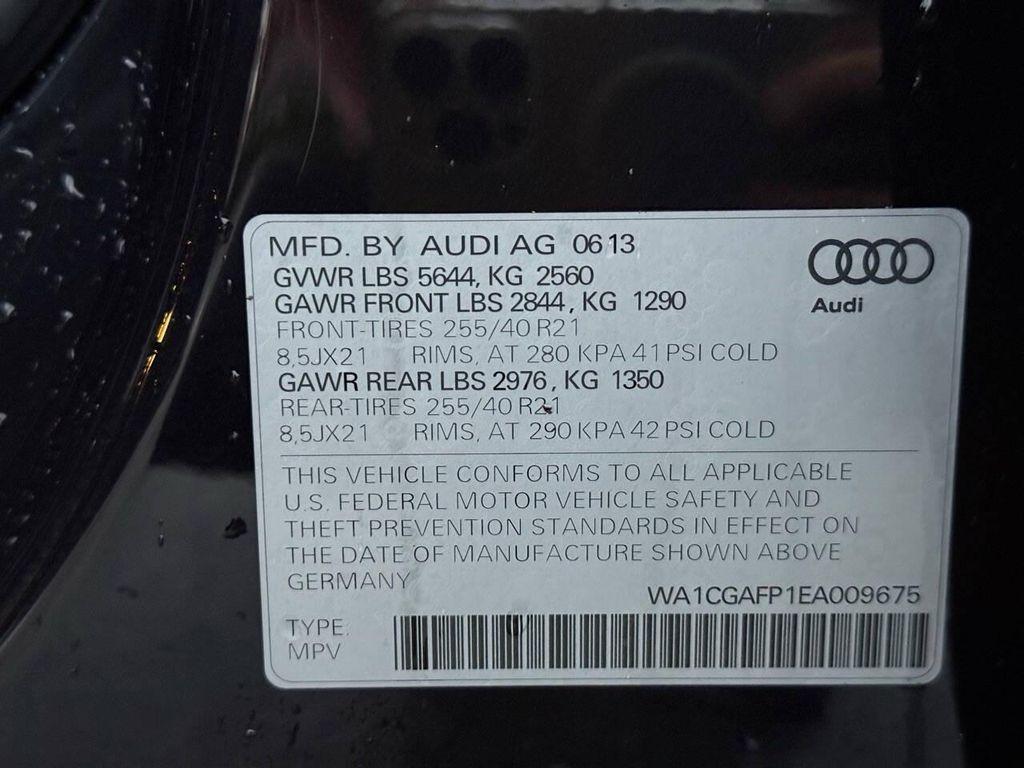 MFD. BY AUDI AG 0613
GVWR LBS 5644, KG 2560
GAWR FRONT LBS 2844, KG 1290
FRONT-TIRES 255/40 R21
8,5JX21 RIMS, AT 280 KPA 41 PSI COLD
GAWR REAR LBS 2976, KG 1350
REAR-TIRES 255/40 R21
8,5JX21 RIMS, AT 290 KPA 42 PSI COLD
Audi
THIS VEHICLE CONFORMS TO ALL APPLICABLE
U.S. FEDERAL MOTOR VEHICLE SAFETY AND
THEFT PREVENTION STANDARDS IN EFFECT ON
THE DATE OF MANUFACTURE SHOWN ABOVE
GERMANY
WA1CGAFP1EA009675
TYPE:
MPV